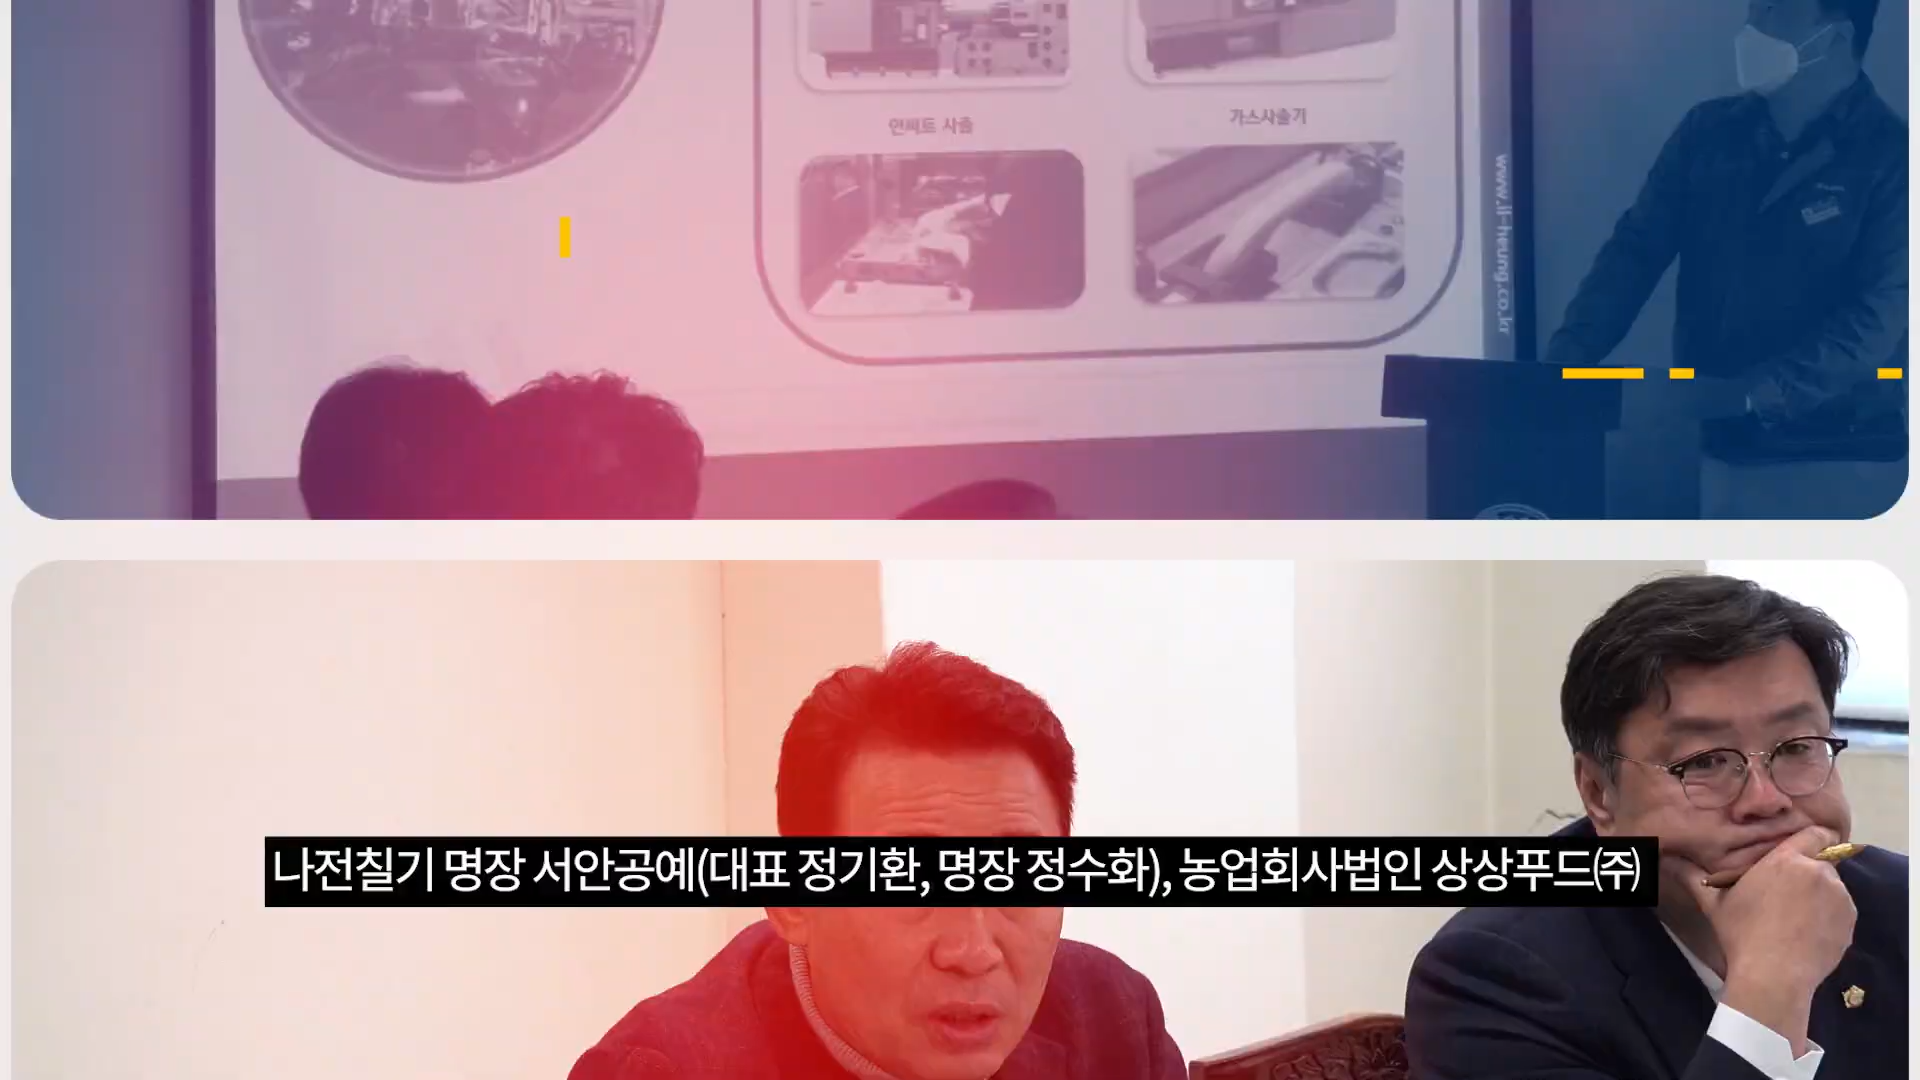 인써트 사출
가스사출기
www.il-heung.co.kr
나전칠기 명장 서안공예(대표 정기환, 명장 정수화), 농업회사법인 상상푸드㈜